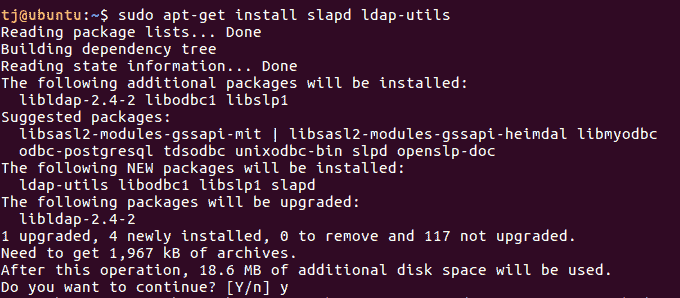 tj@ubuntu:~$ sudo apt-get install slapd ldap-utils
Reading package lists... Done
Building dependency tree
Reading state information... Done
The following additional packages will be installed:
  libldap-2.4-2 libodbc1 libslp1
Suggested packages:
  libsasl2-modules-gssapi-mit | libsasl2-modules-gssapi-heimdal libmyodbc
  odbc-postgresql tdsodbc unixodbc-bin slpd openslp-doc
The following NEW packages will be installed:
  ldap-utils libodbc1 libslp1 slapd
The following packages will be upgraded:
  libldap-2.4-2
1 upgraded, 4 newly installed, 0 to remove and 117 not upgraded.
Need to get 1,967 kB of archives.
After this operation, 18.6 MB of additional disk space will be used.
Do you want to continue? [Y/n] y